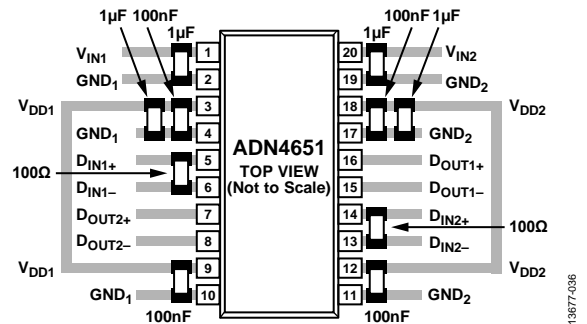 1µF 100nF
1µF
100nF 1µF
1µF
V_IN1 1
GND_1 2
V_DD1 3
GND_1 4
D_IN1+ 5
100Ω
D_IN1– 6
D_OUT2+ 7
D_OUT2– 8
V_DD1 9
GND_1 10
100nF
ADN4651
TOP VIEW
(Not to Scale)
20 V_IN2
19 GND_2
18 V_DD2
17 GND_2
16 D_OUT1+
15 D_OUT1–
14 D_IN2+
100Ω
13 D_IN2–
12 V_DD2
11 GND_2
100nF
13677-036